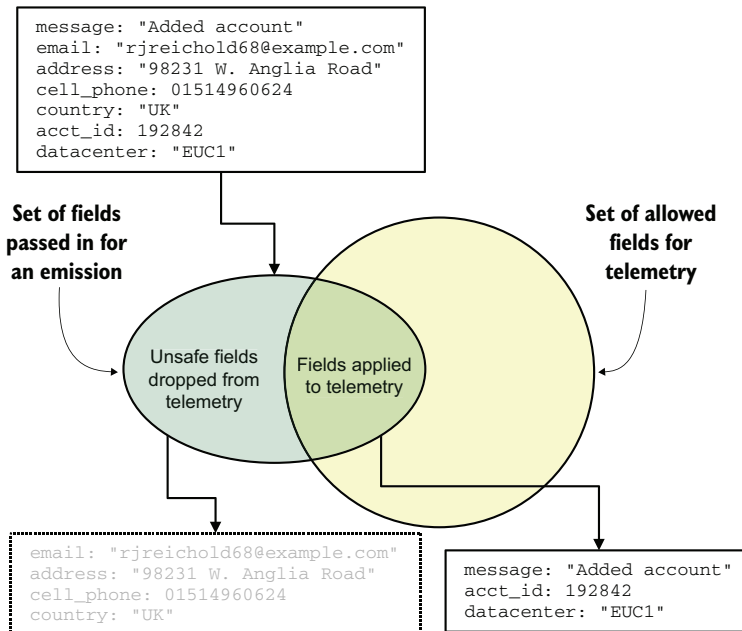 message: "Added account"
email: "rjreichold68@example.com"
address: "98231 W. Anglia Road"
cell_phone: 01514960624
country: "UK"
acct_id: 192842
datacenter: "EUC1"
Set of fields
passed in for
an emission
Set of allowed
fields for
telemetry
Unsafe fields
dropped from
telemetry
Fields applied
to telemetry
email: "rjreichold68@example.com"
address: "98231 W. Anglia Road"
cell_phone: 01514960624
country: "UK"
message: "Added account"
acct_id: 192842
datacenter: "EUC1"